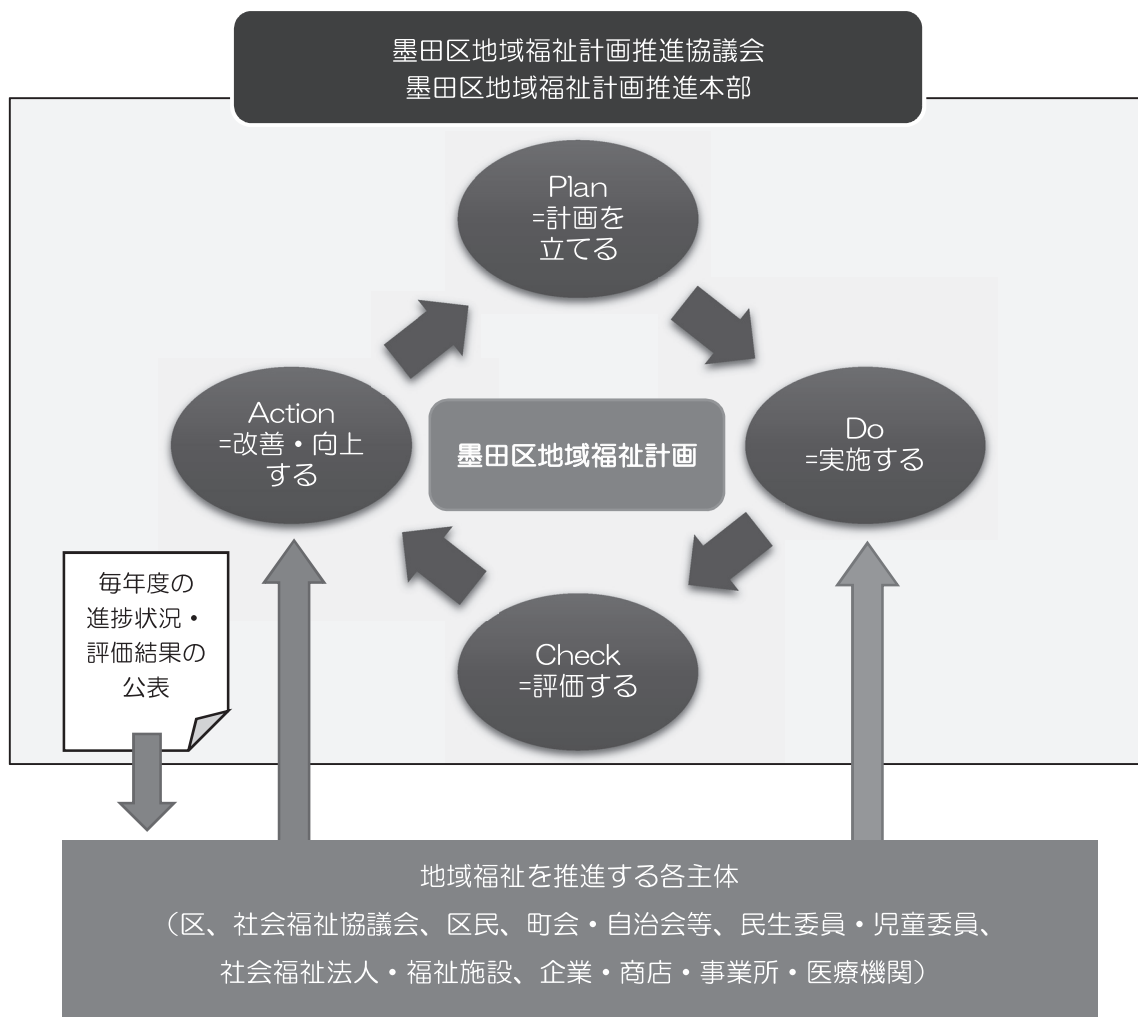 墨田区地域福祉計画推進協議会
墨田区地域福祉計画推進本部
Plan
=計画を
立てる
Action
=改善・向上
する
墨田区地域福祉計画
Do
=実施する
毎年度の
進捗状況・
評価結果の
公表
Check
=評価する
地域福祉を推進する各主体
（区、社会福祉協議会、区民、町会・自治会等、民生委員・児童委員、
社会福祉法人・福祉施設、企業・商店・事業所・医療機関）